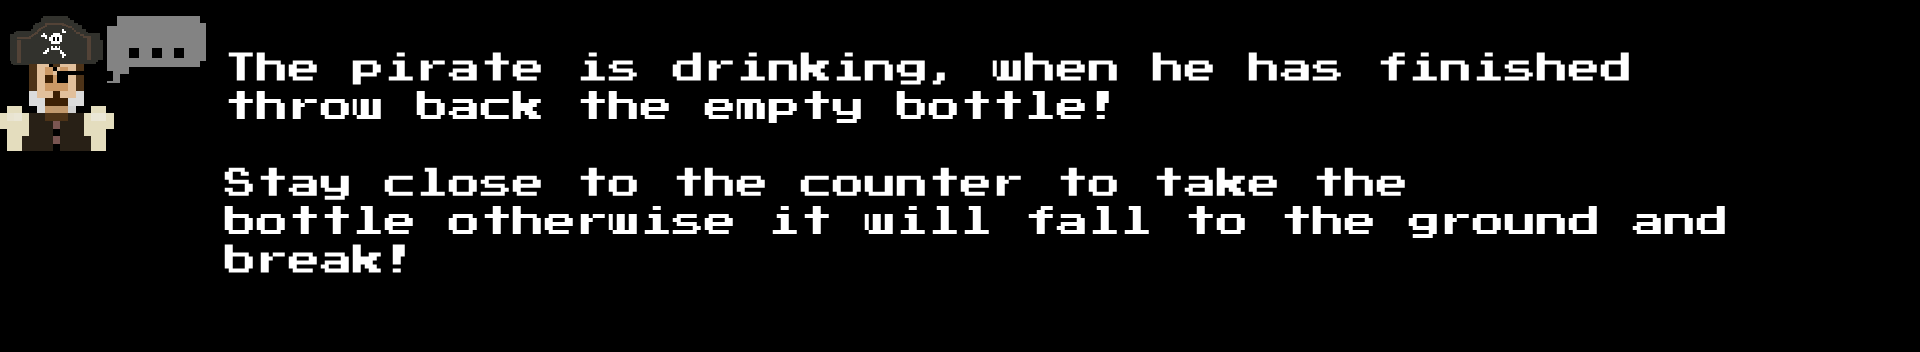 The pirate is drinking, when he has finished
throw back the empty bottle!
Stay close to the counter to take the
bottle otherwise it will fall to the ground and
break!